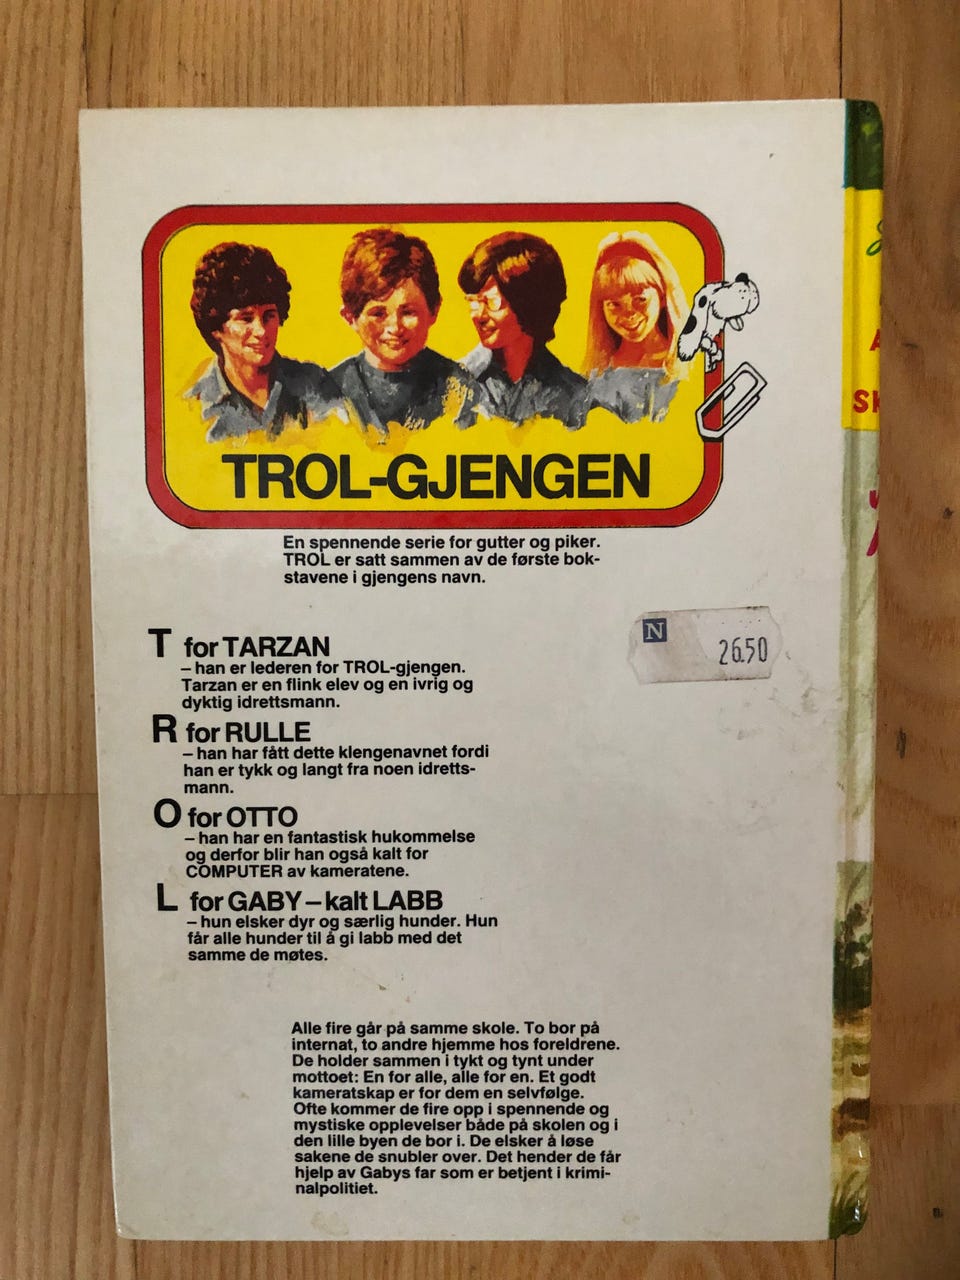 TROL-GJENGEN
En spennende serie for gutter og piker.
TROL er satt sammen av de første bok-
stavene i gjengens navn.
T for TARZAN
– han er lederen for TROL-gjengen.
Tarzan er en flink elev og en ivrig og
dyktig idrettsmann.
N 26.50
R for RULLE
– han har fått dette klengenavnet fordi
han er tykk og langt fra noen idretts-
mann.
O for OTTO
– han har en fantastisk hukommelse
og derfor blir han også kalt for
COMPUTER av kameratene.
L for GABY – kalt LABB
– hun elsker dyr og særlig hunder. Hun
får alle hunder til å gi labb med det
samme de møtes.
Alle fire går på samme skole. To bor på
internat, to andre hjemme hos foreldrene.
De holder sammen i tykt og tynt under
mottoet: En for alle, alle for en. Et godt
kameratskap er for dem en selvfølge.
Ofte kommer de fire opp i spennende og
mystiske opplevelser både på skolen og i
den lille byen de bor i. De elsker å løse
sakene de snubler over. Det hender de får
hjelp av Gabys far som er betjent i krimi-
nalpolitiet.